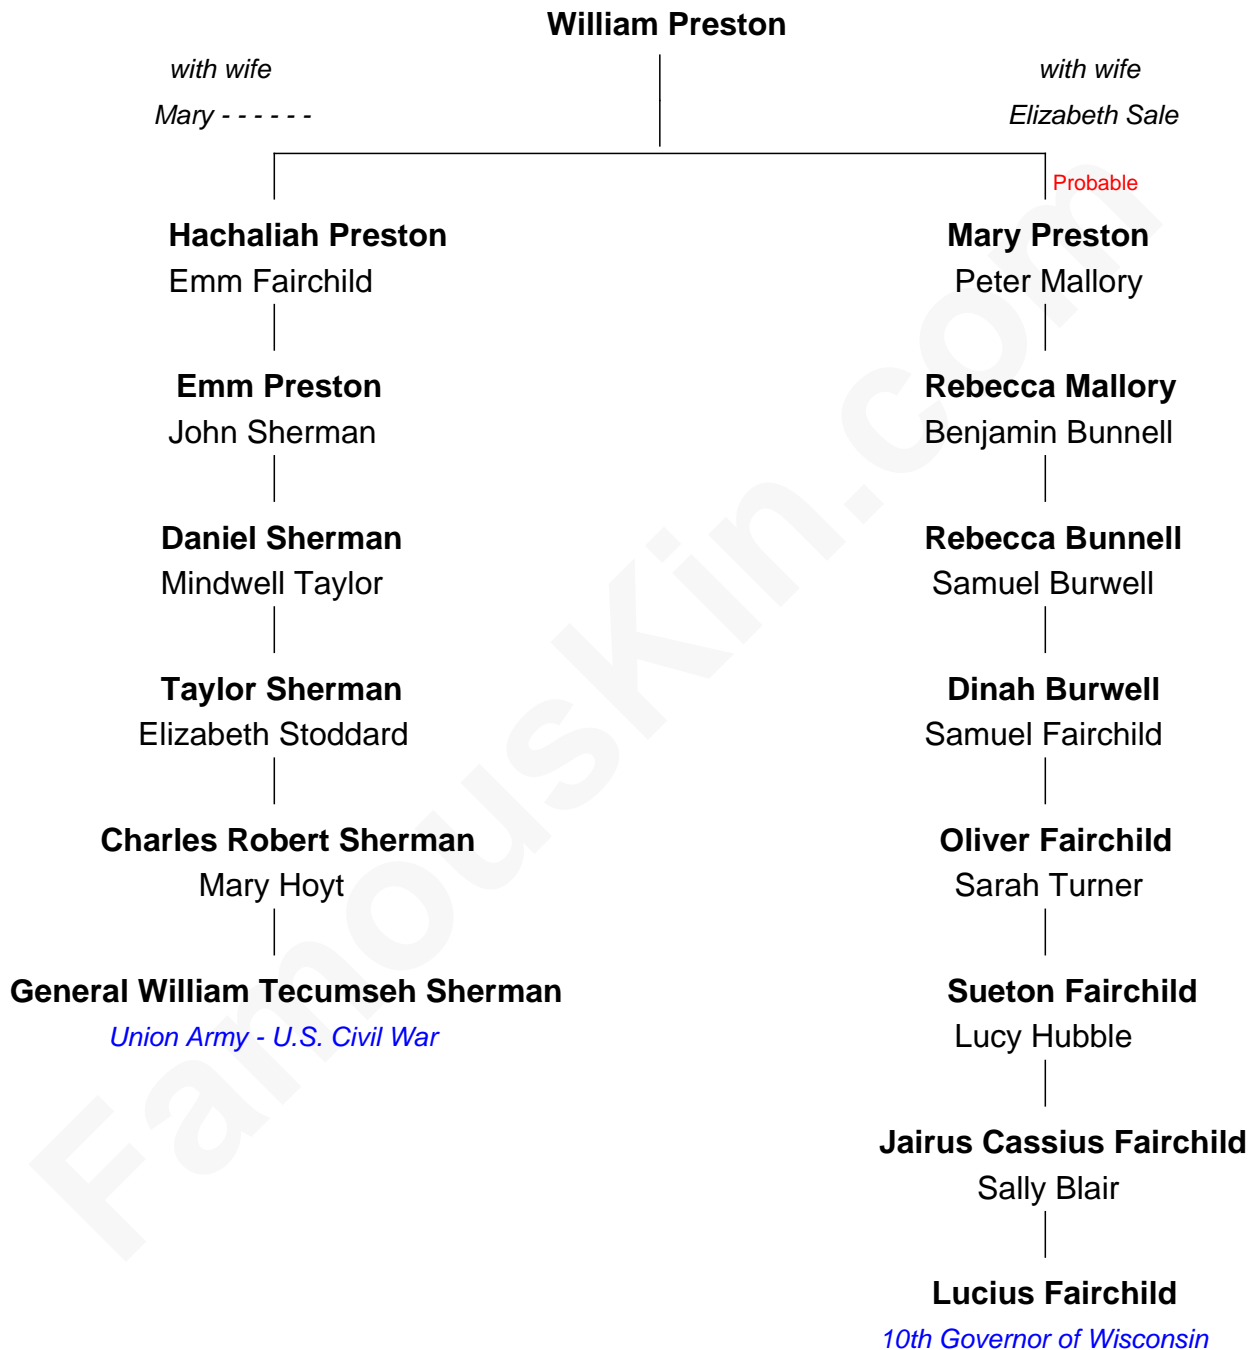 William Preston
with wife
Mary - - - - - -
with wife
Elizabeth Sale
Probable
Hachaliah Preston
Emm Fairchild
Mary Preston
Peter Mallory
Emm Preston
John Sherman
Rebecca Mallory
Benjamin Bunnell
Daniel Sherman
Mindwell Taylor
Rebecca Bunnell
Samuel Burwell
Taylor Sherman
Elizabeth Stoddard
Dinah Burwell
Samuel Fairchild
Charles Robert Sherman
Mary Hoyt
Oliver Fairchild
Sarah Turner
General William Tecumseh Sherman
Union Army - U.S. Civil War
Sueton Fairchild
Lucy Hubble
Jairus Cassius Fairchild
Sally Blair
Lucius Fairchild
10th Governor of Wisconsin
FamousKin.com